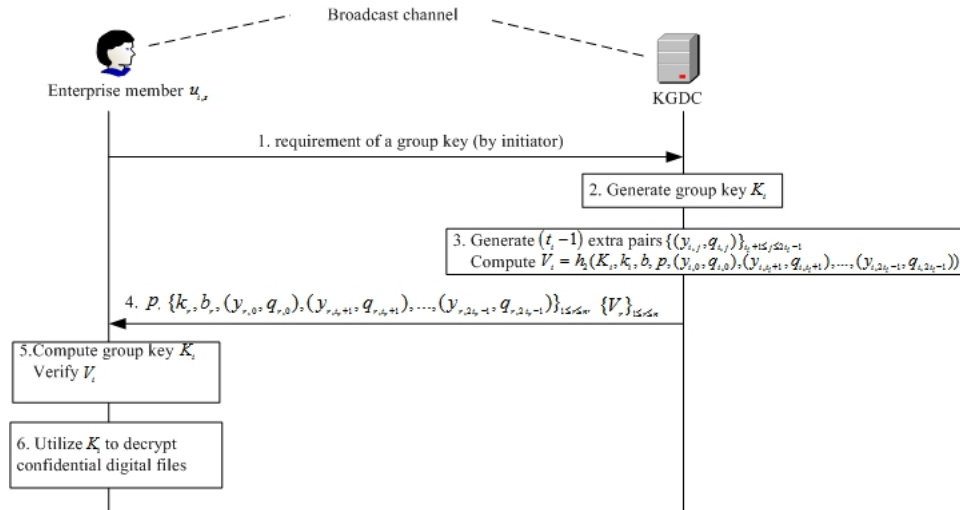 Broadcast channel
Enterprise member u_{i,s}
KGDC
1. requirement of a group key (by initiator)
2. Generate group key K_i
3. Generate (t_i−1) extra pairs {(y_{i,j}, q_{i,j})}_{t_i+1≤j≤2t_i−1}
Compute V_i = h_2(K_i, k_i, b_i p, (y_{i,0}, q_{i,0}), (y_{i,t_i+1}, q_{i,t_i+1}), ..., (y_{i,2t_i−1}, q_{i,2t_i−1}))
4. p, {k_r, b_r, (y_{r,0}, q_{r,0}), (y_{r,t_r+1}, q_{r,t_r+1}), ..., (y_{r,2t_r−1}, q_{r,2t_r−1})}_{1≤r≤n}, {V_r}_{1≤r≤n}
5.Compute group key K_i
Verify V_i
6. Utilize K_i to decrypt
confidential digital files